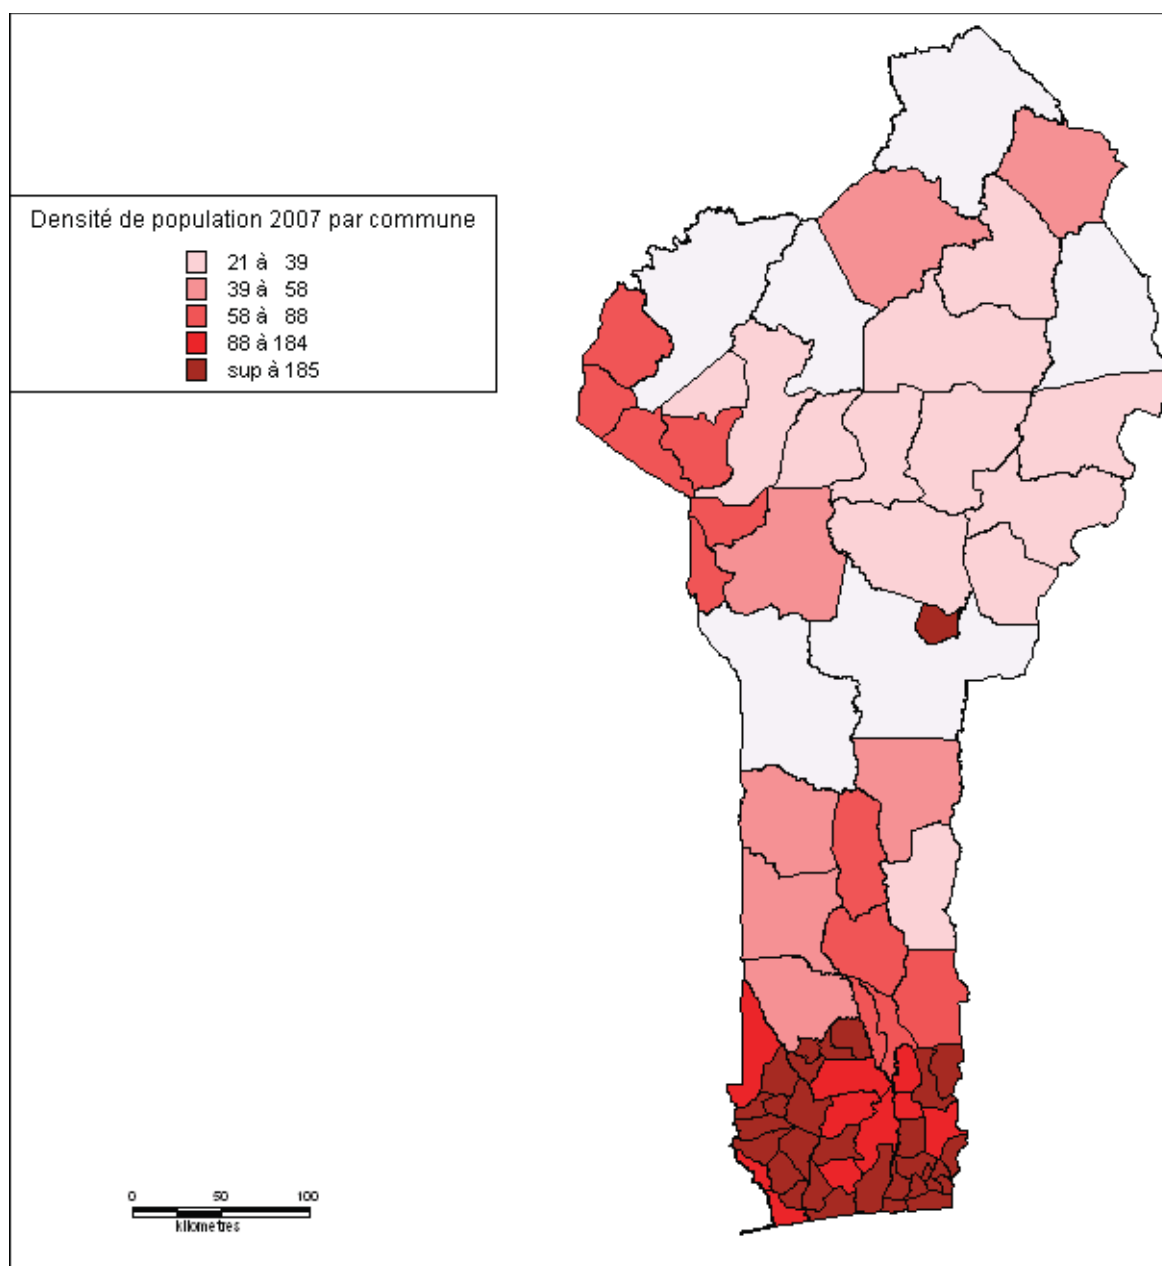 Densité de population 2007 par commune
21 à 39
39 à 58
58 à 88
88 à 184
sup à 185
0 50 100
kilometres